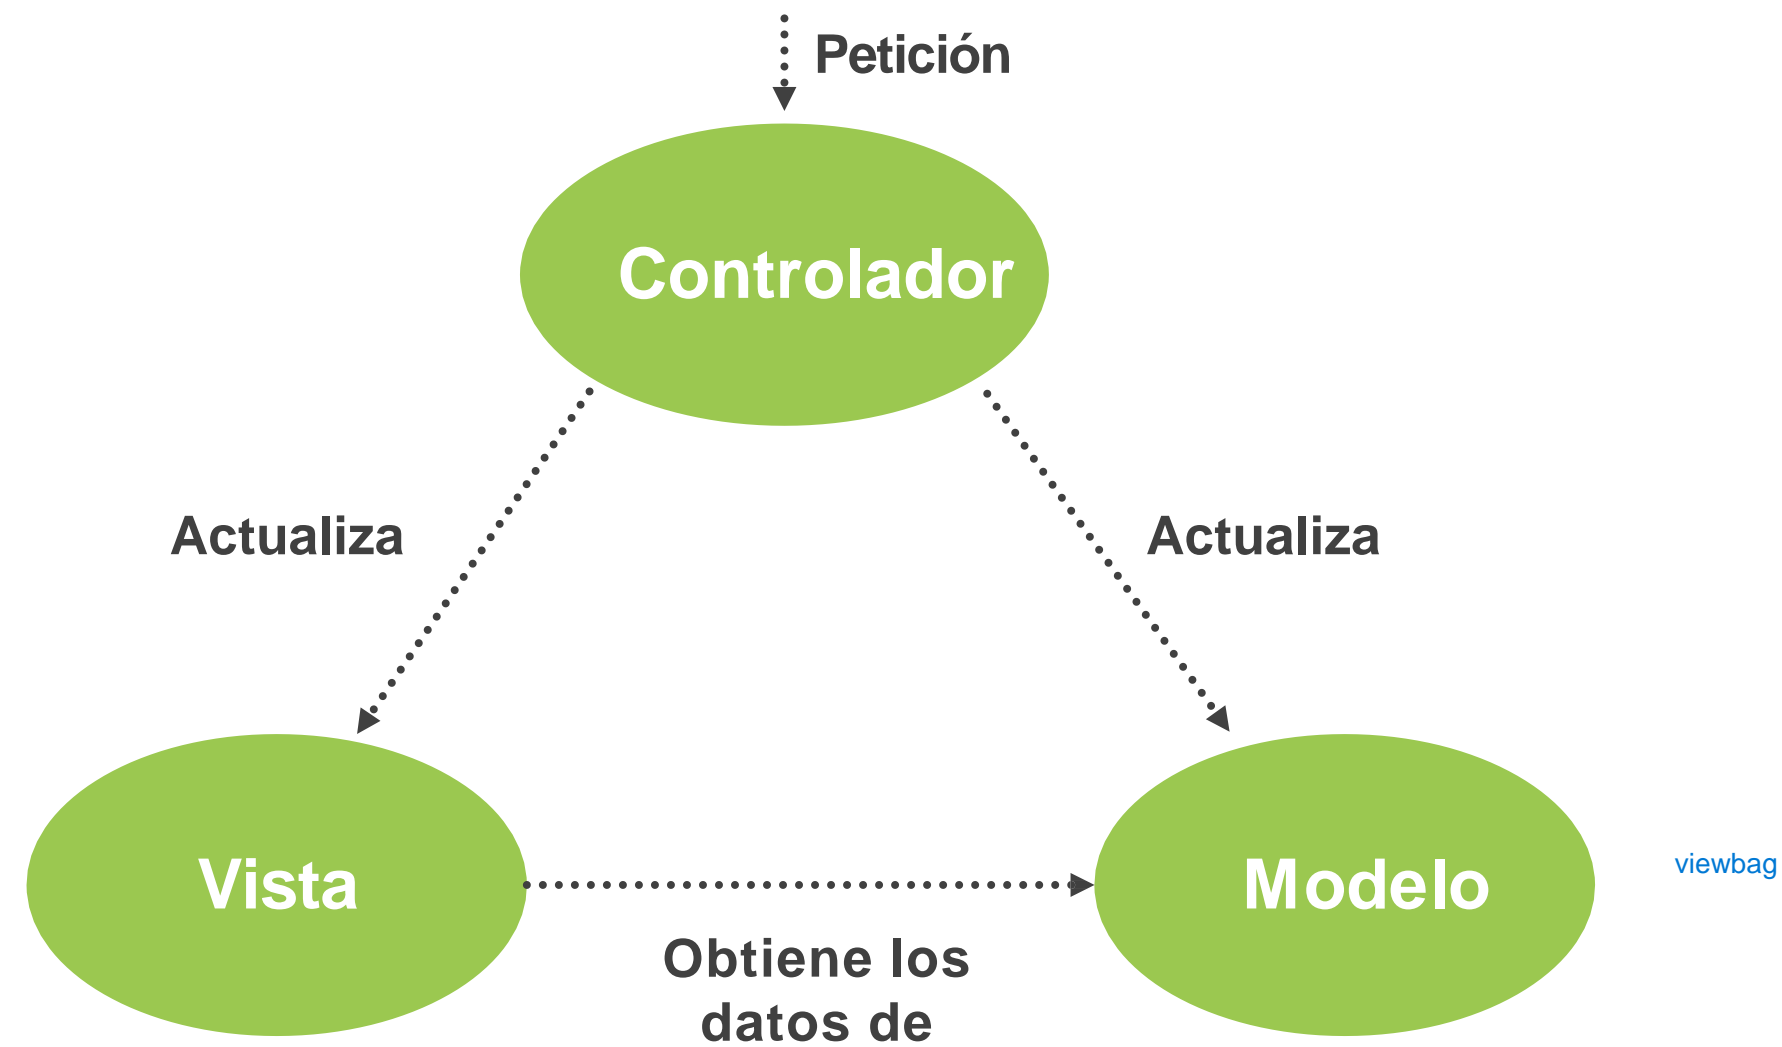 Petición
Controlador
Actualiza
Actualiza
Vista
Modelo
viewbag
Obtiene los
datos de